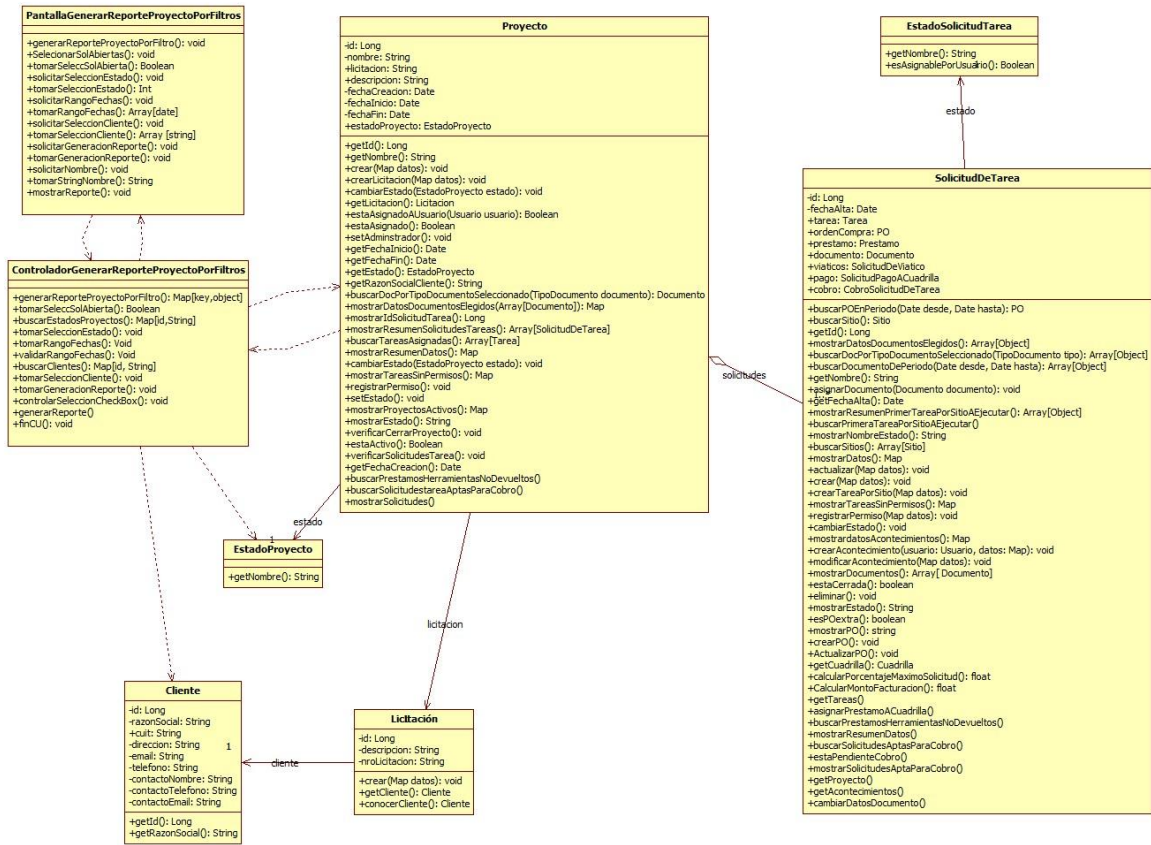 PantallaGenerarReporteProyectoPorFiltros
+generarReporteProyectoPorFiltro(): void
+SelecionarSolAbiertas(): void
+tomarSeleccSolAbierta(): Boolean
+solicitarSeleccionEstado(): void
+tomarSeleccionEstado(): Int
+solicitarRangoFechas(): void
+tomarRangoFechas(): Array[date]
+solicitarSeleccionCliente(): void
+tomarSeleccionCliente(): Array [string]
+solicitarGeneracionReporte(): void
+tomarGeneracionReporte(): void
+solicitarNombre(): void
+tomarStringNombre(): String
+mostrarReporte(): void
ControladorGenerarReporteProyectoPorFiltros
+generarReporteProyectoPorFiltro(): Map[key,object]
+tomarSeleccSolAbierta(): Boolean
+buscarEstadosProyectos(): Map[id,String]
+tomarSeleccionEstado(): void
+tomarRangoFechas(): void
+validarRangoFechas(): Void
+buscarClientes(): Map[id, String]
+tomarSeleccionCliente(): void
+tomarGeneracionReporte(): void
+controlarSeleccionCheckBox(): void
+generarReporte()
+finCU(): void
Proyecto
-id: Long
-nombre: String
+licitacion: String
+descripcion: String
-fechaCreacion: Date
-fechaInicio: Date
-fechaFin: Date
+estadoProyecto: EstadoProyecto
+getId(): Long
+getNombre(): String
+crear(Map datos): void
+crearLicitacion(Map datos): void
+cambiarEstado(EstadoProyecto estado): void
+getLicitacion(): Licitacion
+estaAsignadoAUsuario(Usuario usuario): Boolean
+estaAsignado(): Boolean
+setAdminstrador(): void
+getFechaInicio(): Date
+getFechaFin(): Date
+getEstado(): EstadoProyecto
+getRazonSocialCliente(): String
+buscarDocPorTipoDocumentoSeleccionado(TipoDocumento documento): Documento
+mostrarDatosDocumentosElegidos(Array[Documento]): Map
+mostrarIdSolicitudTarea(): Long
+mostrarResumenSolicitudesTareas(): Array[SolicitudDeTarea]
+buscarTareasAsignadas(): Array[Tarea]
+mostrarResumenDatos(): Map
+cambiarEstado(EstadoProyecto estado): void
+mostrarTareasSinPermisos(): Map
+registrarPermiso(): void
+setEstado(): void
+mostrarProyectosActivos(): Map
+mostrarEstado(): String
+verificarCerrarProyecto(): void
+estaActivo(): Boolean
+verificarSolicitudesTarea(): void
+getFechaCreacion(): Date
+buscarPrestamosHerramientasNoDevueltos()
+buscarSolicitudestareaAptasParaCobro()
+mostrarSolicitudes()
estado
1
EstadoProyecto
+getNombre(): String
licitacion
solicitudes
EstadoSolicitudTarea
+getNombre(): String
+esAsignablePorUsuario(): Boolean
estado
SolicitudDeTarea
-id: Long
-fechaAlta: Date
+tarea: Tarea
+ordenCompra: PO
+prestamo: Prestamo
+documento: Documento
+viaticos: SolicitudDeViatico
+pago: SolicitudPagoACuadrilla
+cobro: CobroSolicitudDeTarea
+buscarPOEnPeriodo(Date desde, Date hasta): PO
+buscarSitio(): Sitio
+getId(): Long
+mostrarDatosDocumentosElegidos(): Array[Object]
+buscarDocPorTipoDocumentoSeleccionado(TipoDocumento tipo): Array[Object]
+buscarDocumentoDePeriodo(Date desde, Date hasta): Array[Object]
+getNombre(): String
+asignarDocumento(Documento documento): void
+getFechaAlta(): Date
+mostrarResumenPrimerTareaPorSitioAEjecutar(): Array[Object]
+buscarPrimeraTareaPorSitioAEjecutar()
+mostrarNombreEstado(): String
+buscarSitios(): Array[Sitio]
+mostrarDatos(): Map
+actualizar(Map datos): void
+crear(Map datos): void
+crearTareaPorSitio(Map datos): void
+mostrarTareasSinPermisos(): Map
+registrarPermiso(Map datos): void
+cambiarEstado(): void
+mostrardatosAcontecimientos(): Map
+crearAcontecimiento(usuario: Usuario, datos: Map): void
+modificarAcontecimiento(Map datos): void
+mostrarDocumentos(): Array[ Documento]
+estaCerrada(): boolean
+eliminar(): void
+mostrarEstado(): String
+esPOextra(): boolean
+mostrarPO(): string
+crearPO(): void
+ActualizarPO(): void
+getCuadrilla(): Cuadrilla
+calcularPorcentajeMaximoSolicitud(): float
+CalcularMontoFacturacion(): float
+getTareas()
+asignarPrestamoACuadrilla()
+buscarPrestamosHerramientasNoDevueltos()
+mostrarResumenDatos()
+buscarSolicitudesAptasParaCobro()
+estaPendienteCobro()
+mostrarSolicitudesAptaParaCobro()
+getProyecto()
+getAcontecimientos()
+cambiarDatosDocumento()
Cliente
-id: Long
-razonSocial: String
+cuit: String
-direccion: String
-email: String
-telefono: String
-contactoNombre: String
-contactoTelefono: String
-contactoEmail: String
+getId(): Long
+getRazonSocial(): String
1
cliente
Licitación
-id: Long
-descripcion: String
-nroLicitacion: String
+crear(Map datos): void
+getCliente(): Cliente
+conocerCliente(): Cliente